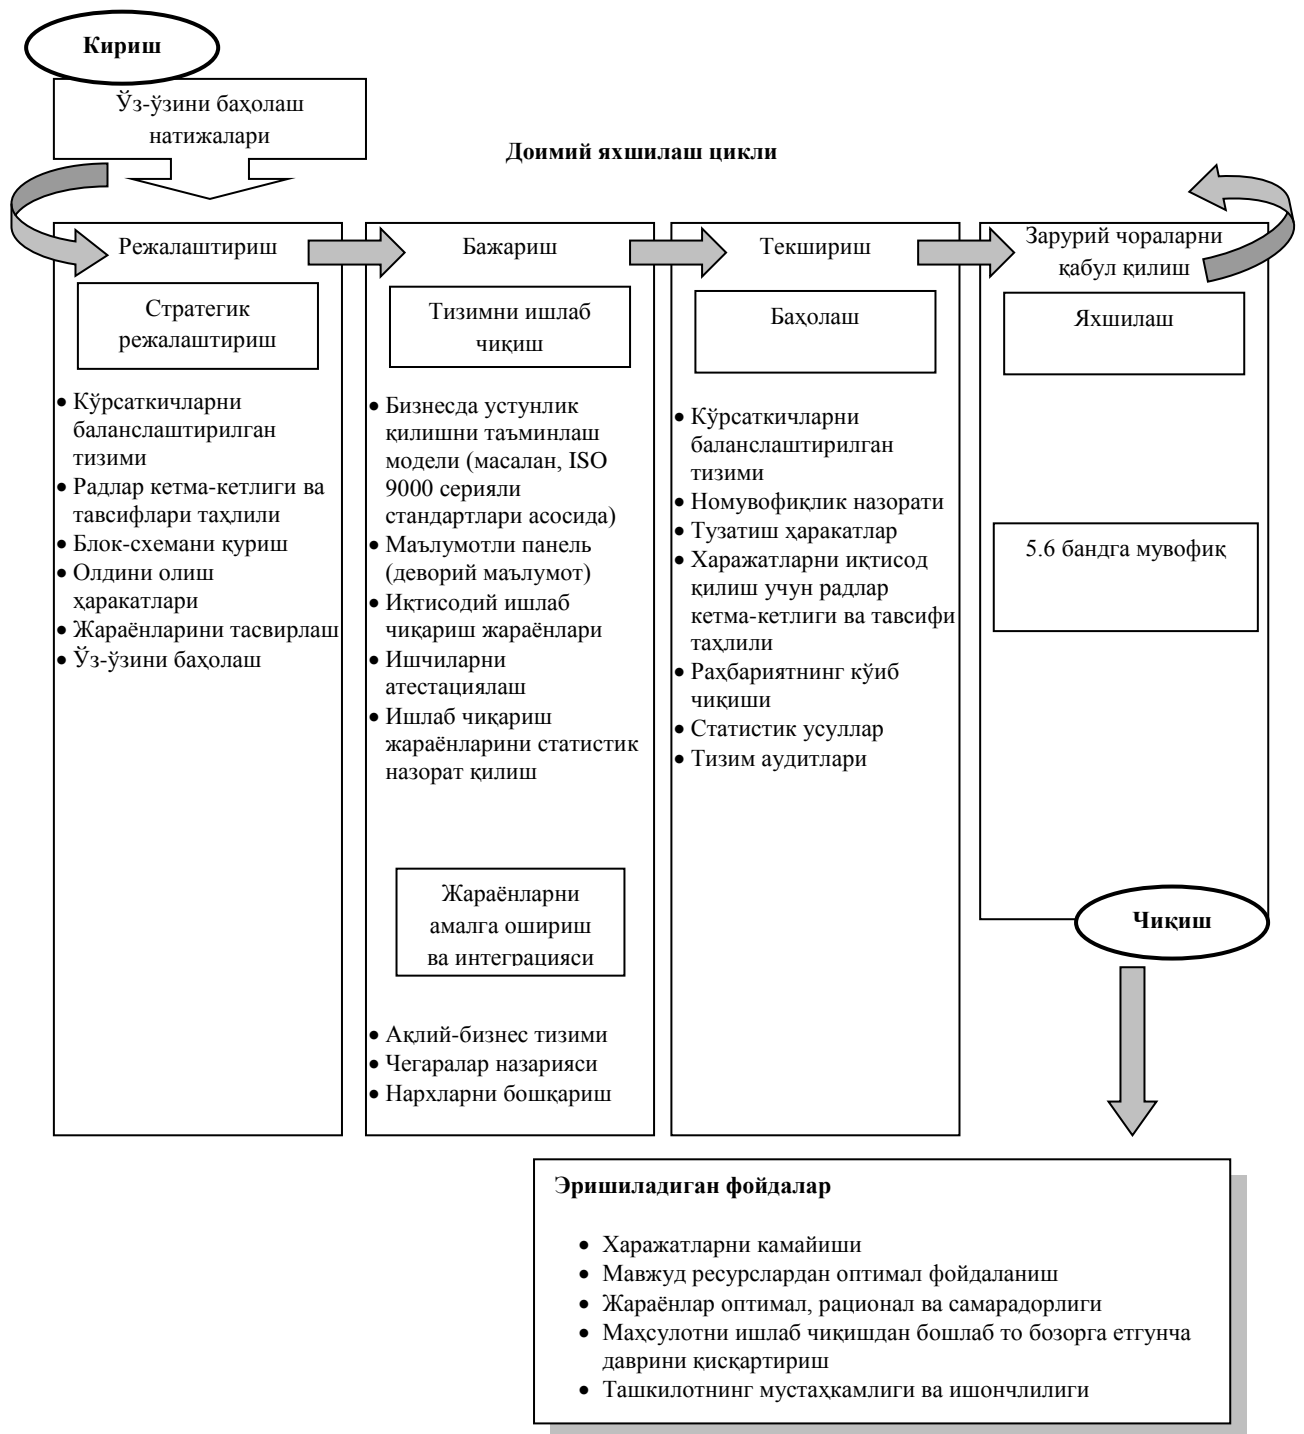 Кириш
Ўз-ўзини баҳолаш
натижалари
Доимий яхшилаш цикли
Режалаштириш
Стратегик
режалаштириш
• Кўрсаткичларни
баланслаштирилган
тизими
• Радлар кетма-кетлиги ва
тавсифлари таҳлили
• Блок-схемани қуриш
• Олдини олиш
ҳаракатлари
• Жараёнларини тасвирлаш
• Ўз-ўзини баҳолаш
Бажариш
Тизимни ишлаб
чиқиш
• Бизнесда устунлик
қилишни таъминлаш
модели (масалан, ISO
9000 серияли
стандартлари асосида)
• Маълумотли панель
(деворий маълумот)
• Иқтисодий ишлаб
чиқариш жараёнлари
• Ишчиларни
атестациялаш
• Ишлаб чиқариш
жараёнларини статистик
назорат қилиш
Жараёнларни
амалга ошириш
ва интеграцияси
• Ақлий-бизнес тизими
• Чегаралар назарияси
• Нархларни бошқариш
Текшириш
Баҳолаш
• Кўрсаткичларни
баланслаштирилган
тизими
• Номувофиқлик назорати
• Тузатиш ҳаракатлар
• Харажатларни иқтисод
қилиш учун радлар
кетма-кетлиги ва тавсифи
таҳлили
• Раҳбариятнинг кўиб
чиқиши
• Статистик усуллар
• Тизим аудитлари
Зарурий чораларни
қабул қилиш
Яхшилаш
5.6 бандга мувофиқ
Чиқиш
Эришиладиган фойдалар
• Харажатларни камайиши
• Мавжуд ресурслардан оптимал фойдаланиш
• Жараёнлар оптимал, рационал ва самарадорлиги
• Маҳсулотни ишлаб чиқишдан бошлаб то бозорга етгунча
даврини қисқартириш
• Ташкилотнинг мустаҳкамлиги ва ишончлилиги